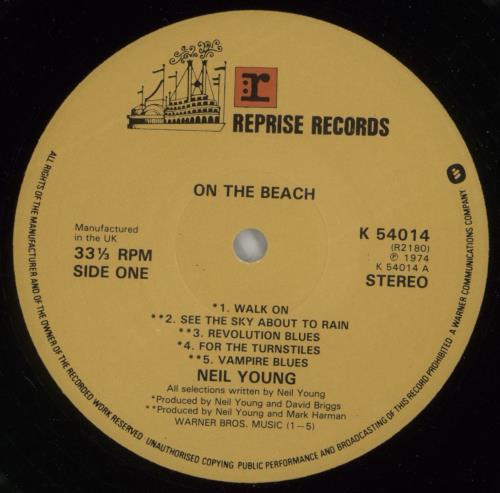 r
REPRISE RECORDS
ON THE BEACH
Manufactured
in the UK
33⅓ RPM
SIDE ONE
K 54014
(R2180)
℗ 1974
K 54014 A
STEREO
*1. WALK ON
**2. SEE THE SKY ABOUT TO RAIN
**3. REVOLUTION BLUES
*4. FOR THE TURNSTILES
**5. VAMPIRE BLUES
NEIL YOUNG
All selections written by Neil Young
*Produced by Neil Young and David Briggs
**Produced by Neil Young and Mark Harman
WARNER BROS. MUSIC (1–5)
ALL RIGHTS OF THE MANUFACTURER AND OF THE OWNER OF THE RECORDED WORK RESERVED. UNAUTHORISED COPYING PUBLIC PERFORMANCE AND BROADCASTING OF THIS RECORD PROHIBITED. A WARNER COMMUNICATIONS COMPANY